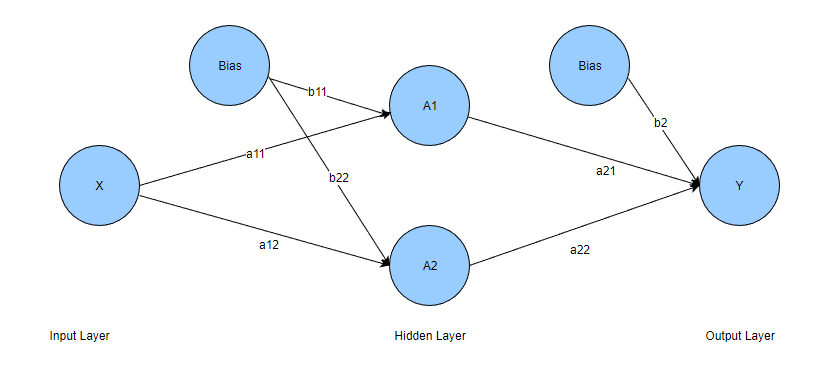 Bias
Bias
b11
A1
b2
a11
a21
b22
X
Y
a12
a22
A2
Input Layer
Hidden Layer
Output Layer